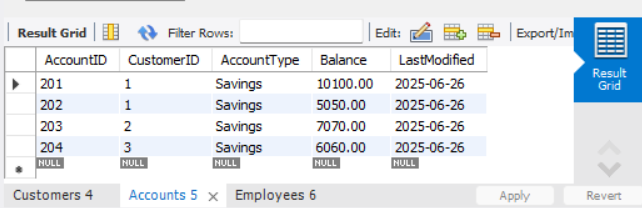 Result Grid Filter Rows: Edit: Export/Im
AccountID CustomerID AccountType Balance LastModified
201 1 Savings 10100.00 2025-06-26
202 1 Savings 5050.00 2025-06-26
203 2 Savings 7070.00 2025-06-26
204 3 Savings 6060.00 2025-06-26
NULL NULL NULL NULL NULL
Result
Grid
Customers 4 Accounts 5 Employees 6 Apply Revert